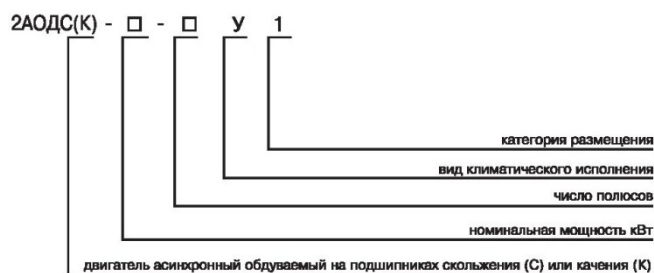 2АОДС(К) - □ - □ У 1
категория размещения
вид климатического исполнения
число полюсов
номинальная мощность кВт
двигатель асинхронный обдуваемый на подшипниках скольжения (С) или качения (К)